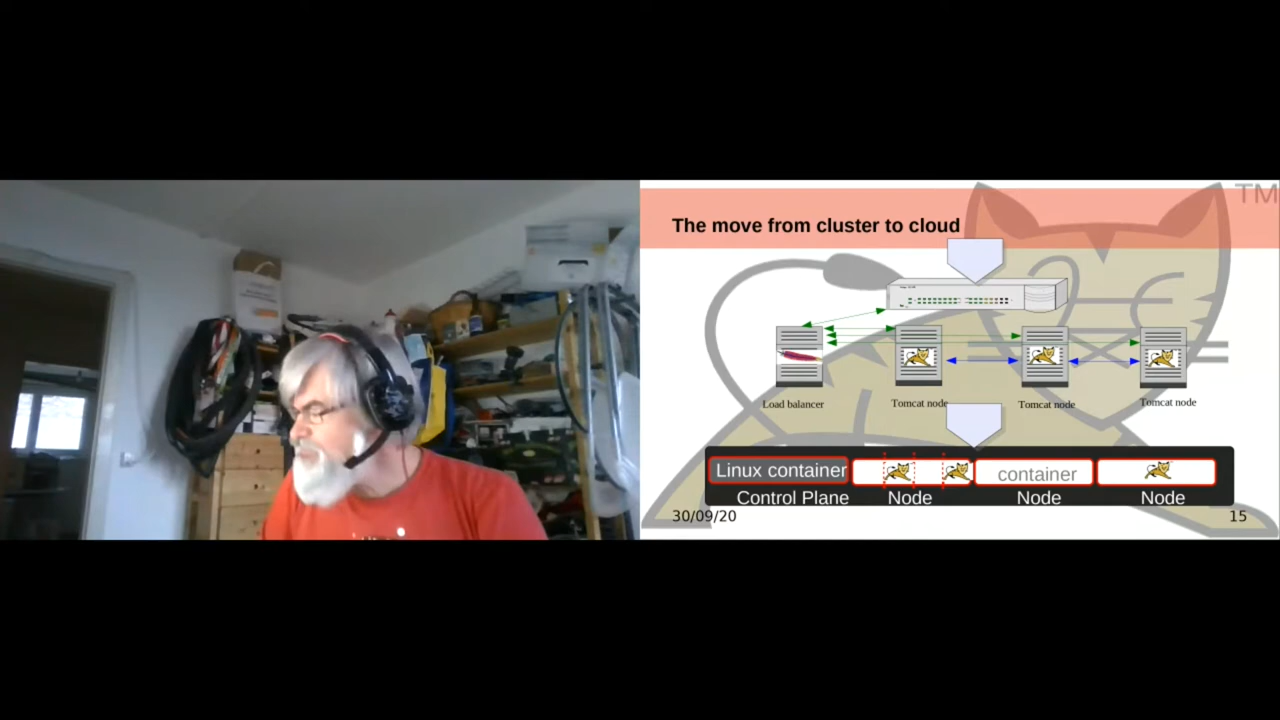 TM
The move from cluster to cloud
Load balancer
Tomcat node
Tomcat node
Tomcat node
Linux container
container
Control Plane
Node
Node
Node
30/09/20
15